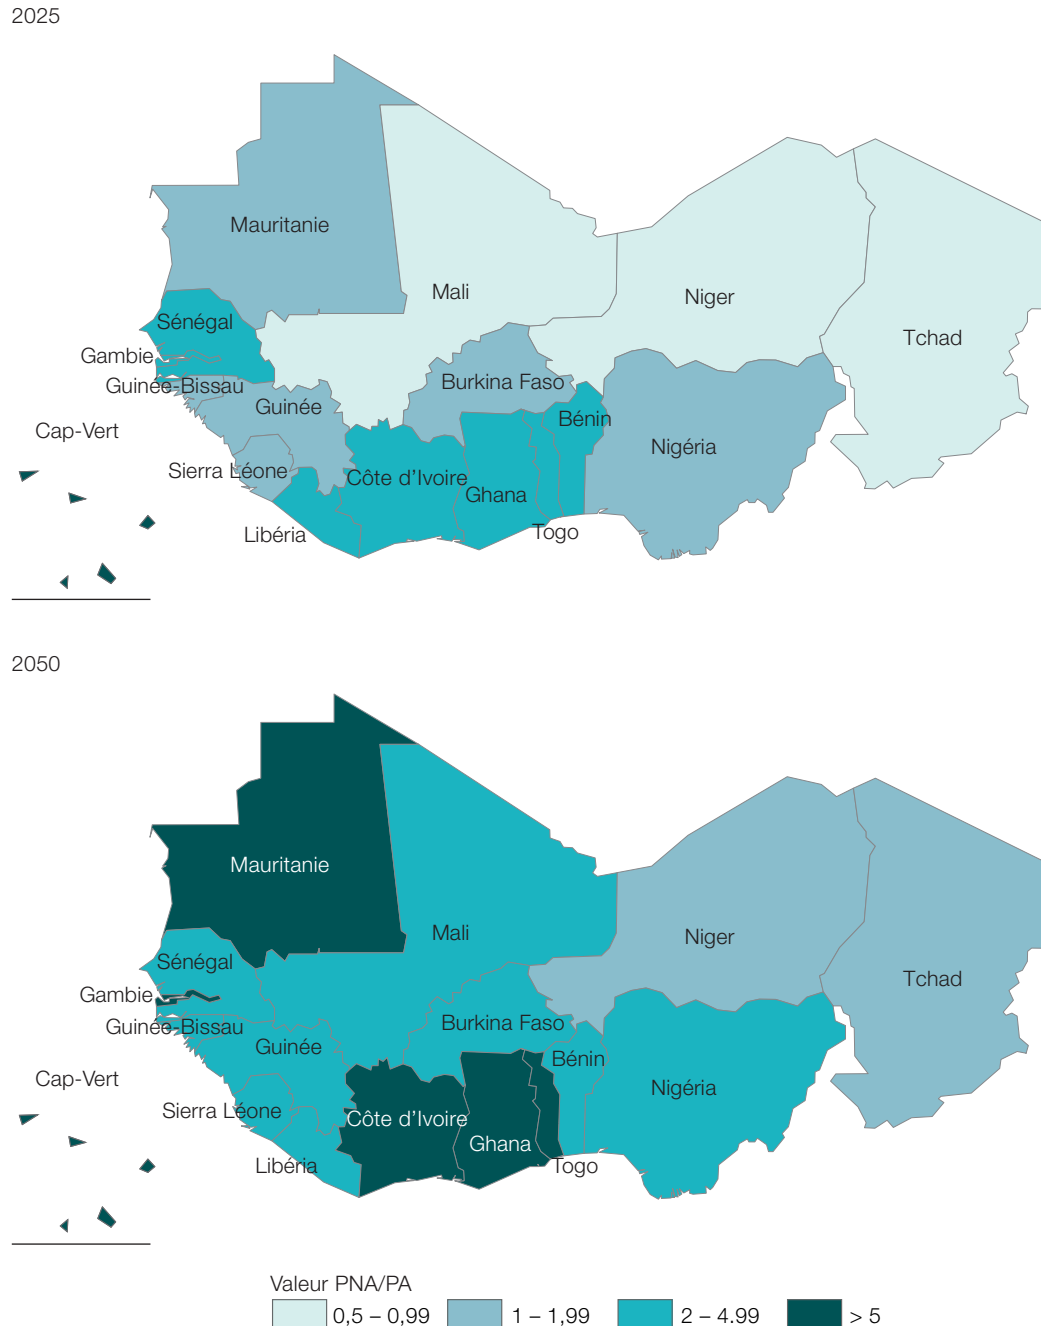 2025
Mauritanie
Mali
Niger
Sénégal
Tchad
Gambie
Guinée-Bissau
Burkina Faso
Guinée
Bénin
Cap-Vert
Nigéria
Sierra Léone
Côte d'Ivoire
Ghana
Libéria
Togo
2050
Mauritanie
Mali
Niger
Sénégal
Tchad
Gambie
Guinée-Bissau
Burkina Faso
Guinée
Bénin
Cap-Vert
Nigéria
Sierra Léone
Côte d'Ivoire
Ghana
Libéria
Togo
Valeur PNA/PA
0,5 – 0,99
1 – 1,99
2 – 4.99
> 5